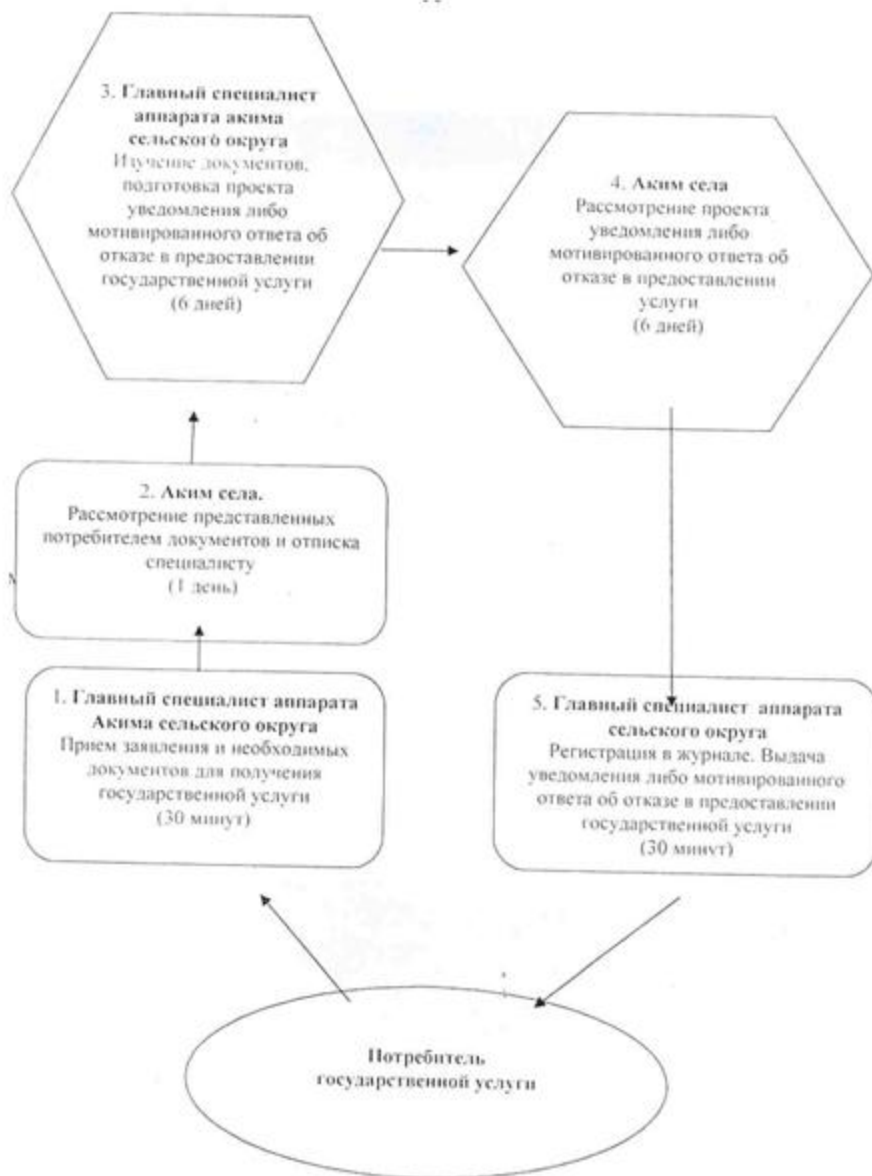 3. Главный специалист
аппарата акима
сельского округа
Изучение документов,
подготовка проекта
уведомления либо
мотивированного ответа об
отказе в предоставлении
государственной услуги
(6 дней)
4. Аким села
Рассмотрение проекта
уведомления либо
мотивированного ответа об
отказе в предоставлении
услуги
(6 дней)
2. Аким села.
Рассмотрение представленных
потребителем документов и отписка
специалисту
(1 день)
1. Главный специалист аппарата
Акима сельского округа
Прием заявления и необходимых
документов для получения
государственной услуги
(30 минут)
5. Главный специалист аппарата
сельского округа
Регистрация в журнале. Выдача
уведомления либо мотивированного
ответа об отказе в предоставлении
государственной услуги
(30 минут)
Потребитель
государственной услуги